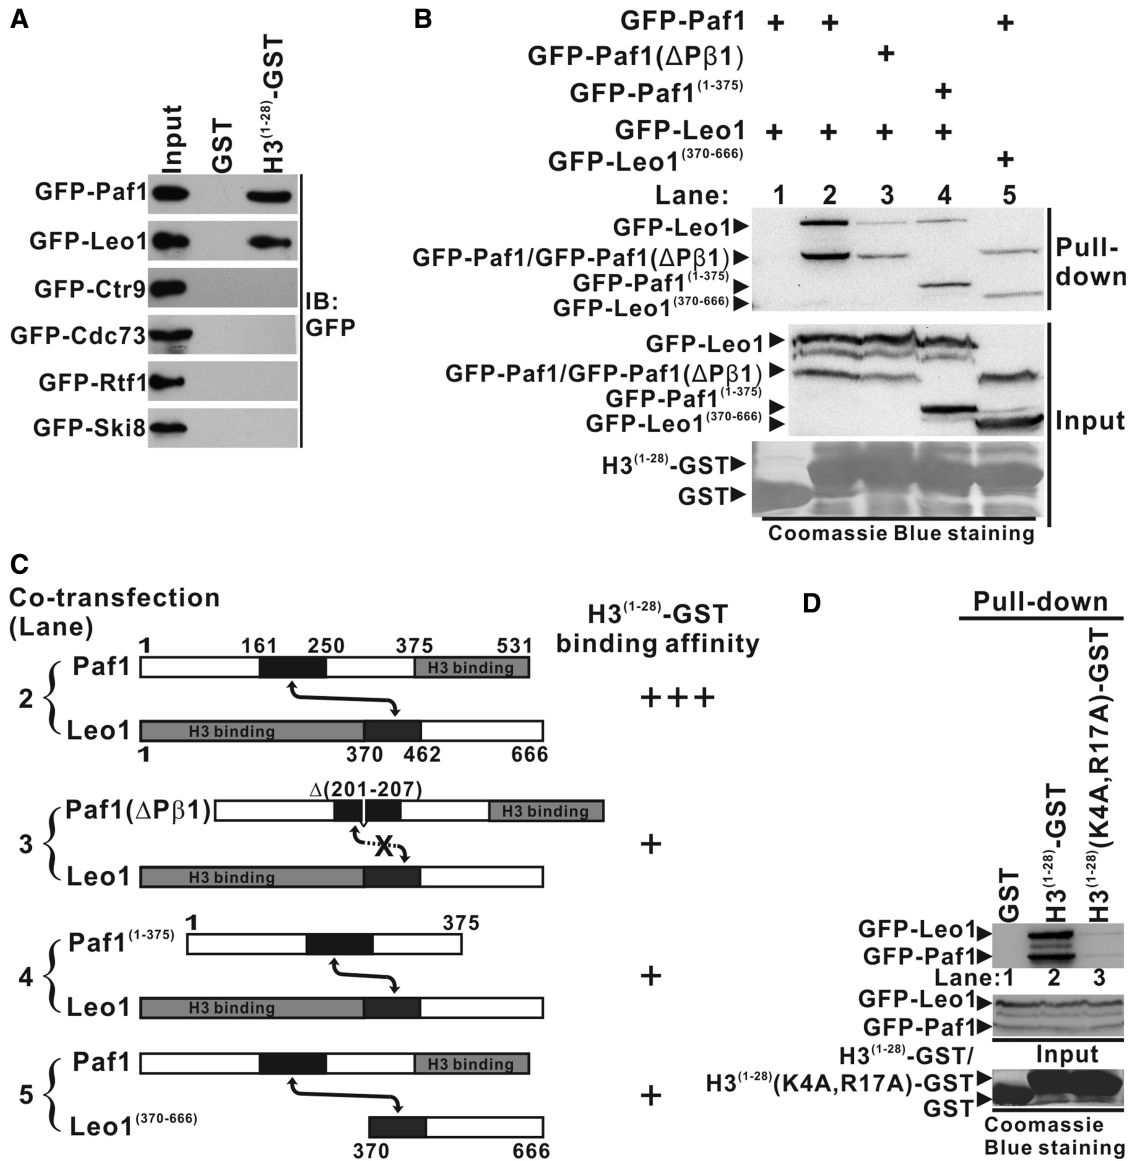 A
Input
GST
H3(1-28)-GST
GFP-Paf1
GFP-Leo1
GFP-Ctr9
GFP-Cdc73
GFP-Rtf1
GFP-Ski8
IB:
GFP
B
GFP-Paf1 + + +
GFP-Paf1(ΔPβ1) +
GFP-Paf1(1-375) +
GFP-Leo1 + + + +
GFP-Leo1(370-666) +
Lane: 1 2 3 4 5
GFP-Leo1
GFP-Paf1/GFP-Paf1(ΔPβ1)
GFP-Paf1(1-375)
GFP-Leo1(370-666)
Pull-
down
GFP-Leo1
GFP-Paf1/GFP-Paf1(ΔPβ1)
GFP-Paf1(1-375)
GFP-Leo1(370-666)
Input
H3(1-28)-GST
GST
Coomassie Blue staining
C
Co-transfection
(Lane)
H3(1-28)-GST
binding affinity
1 161 250 375 531
Paf1 H3 binding
2 +++
Leo1 H3 binding
1 370 462 666
Δ(201-207)
Paf1(ΔPβ1) H3 binding
3 X +
Leo1 H3 binding
1 375
Paf1(1-375)
4 +
Leo1 H3 binding
Paf1 H3 binding
5 +
Leo1(370-666)
370 666
D
Pull-down
GST
H3(1-28)-GST
H3(1-28)(K4A,R17A)-GST
GFP-Leo1
GFP-Paf1
Lane:1 2 3
GFP-Leo1
GFP-Paf1
Input
H3(1-28)-GST/
H3(1-28)(K4A,R17A)-GST
GST
Coomassie
Blue staining